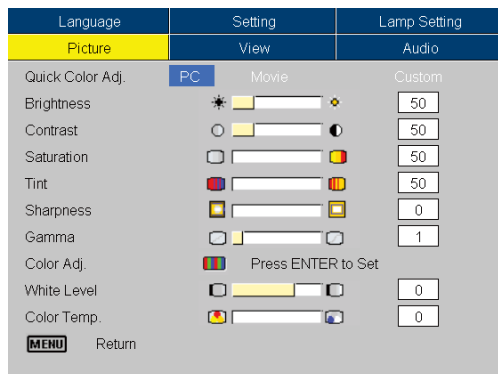 Language Setting Lamp Setting
Picture View Audio
Quick Color Adj. PC Movie Custom
Brightness 50
Contrast 50
Saturation 50
Tint 50
Sharpness 0
Gamma 1
Color Adj. Press ENTER to Set
White Level 0
Color Temp. 0
MENU Return